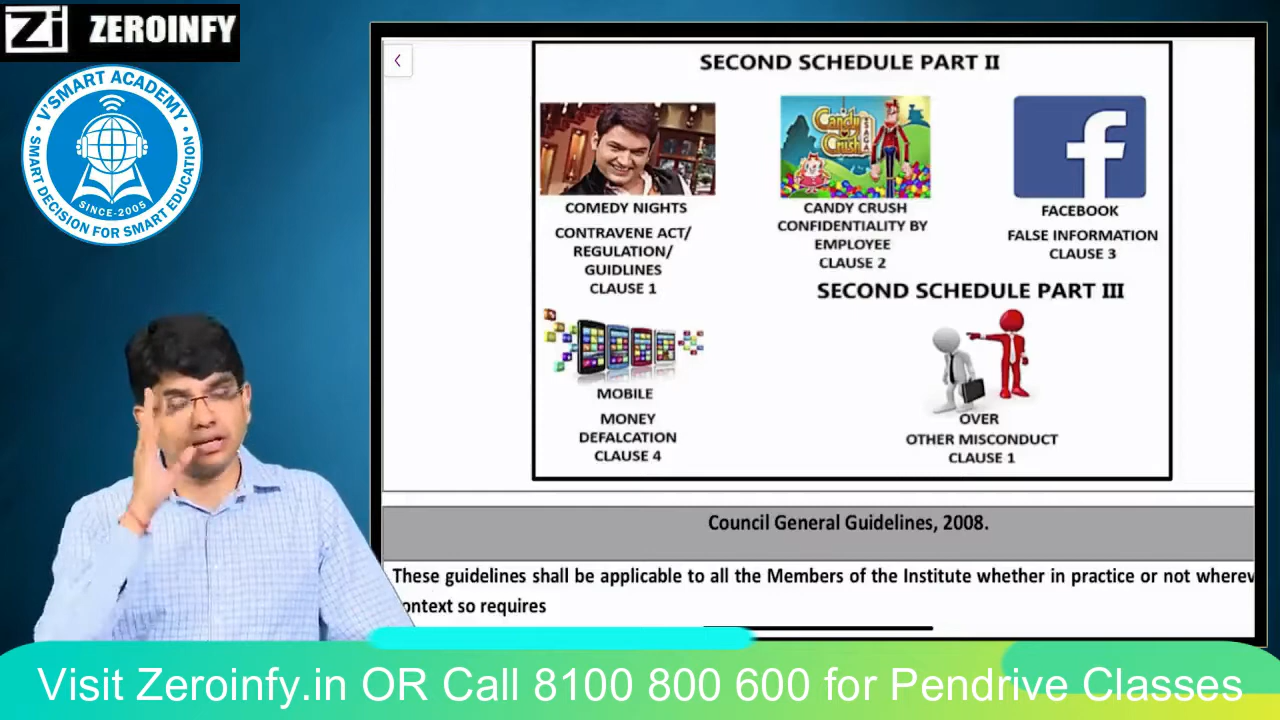 Zi ZEROINFY
V'SMART ACADEMY
SMART DECISION FOR SMART EDUCATION
SINCE-2005
SECOND SCHEDULE PART II
Candy
Crush
SAGA
f
COMEDY NIGHTS
CONTRAVENE ACT/
REGULATION/
GUIDLINES
CLAUSE 1
CANDY CRUSH
CONFIDENTIALITY BY
EMPLOYEE
CLAUSE 2
FACEBOOK
FALSE INFORMATION
CLAUSE 3
SECOND SCHEDULE PART III
MOBILE
MONEY
DEFALCATION
CLAUSE 4
OVER
OTHER MISCONDUCT
CLAUSE 1
Council General Guidelines, 2008.
These guidelines shall be applicable to all the Members of the Institute whether in practice or not wherev
ontext so requires
Visit Zeroinfy.in OR Call 8100 800 600 for Pendrive Classes